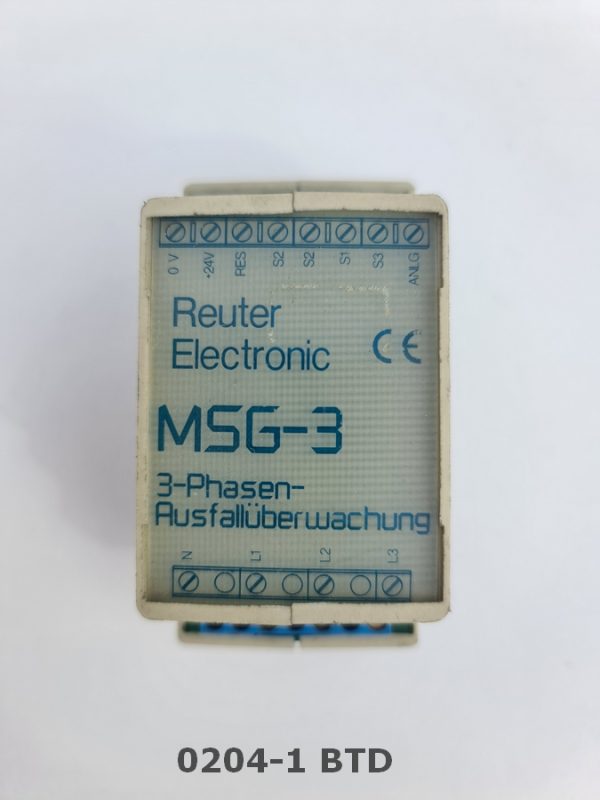 0 V +24V RES S2 S2 S1 S3 ANLG
Reuter
Electronic CE
MSG-3
3-Phasen-
Ausfallüberwachung
N L1 L2 L3
0204-1 BTD